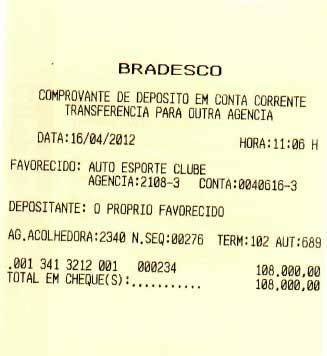 BRADESCO
COMPROVANTE DE DEPOSITO EM CONTA CORRENTE
TRANSFERENCIA PARA OUTRA AGENCIA
DATA:16/04/2012 HORA:11:06 H
FAVORECIDO: AUTO ESPORTE CLUBE
AGENCIA:2108-3 CONTA:0040616-3
DEPOSITANTE: O PROPRIO FAVORECIDO
AG.ACOLHEDORA:2340 N.SEQ:00276 TERM:102 AUT:689
.001 341 3212 001 000234 108.000,00
TOTAL EM CHEQUE(S):........... 108.000,00